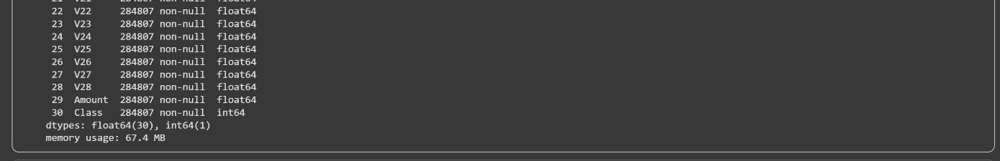 22  V22     284807 non-null  float64
23  V23     284807 non-null  float64
24  V24     284807 non-null  float64
25  V25     284807 non-null  float64
26  V26     284807 non-null  float64
27  V27     284807 non-null  float64
28  V28     284807 non-null  float64
29  Amount  284807 non-null  float64
30  Class   284807 non-null  int64
dtypes: float64(30), int64(1)
memory usage: 67.4 MB